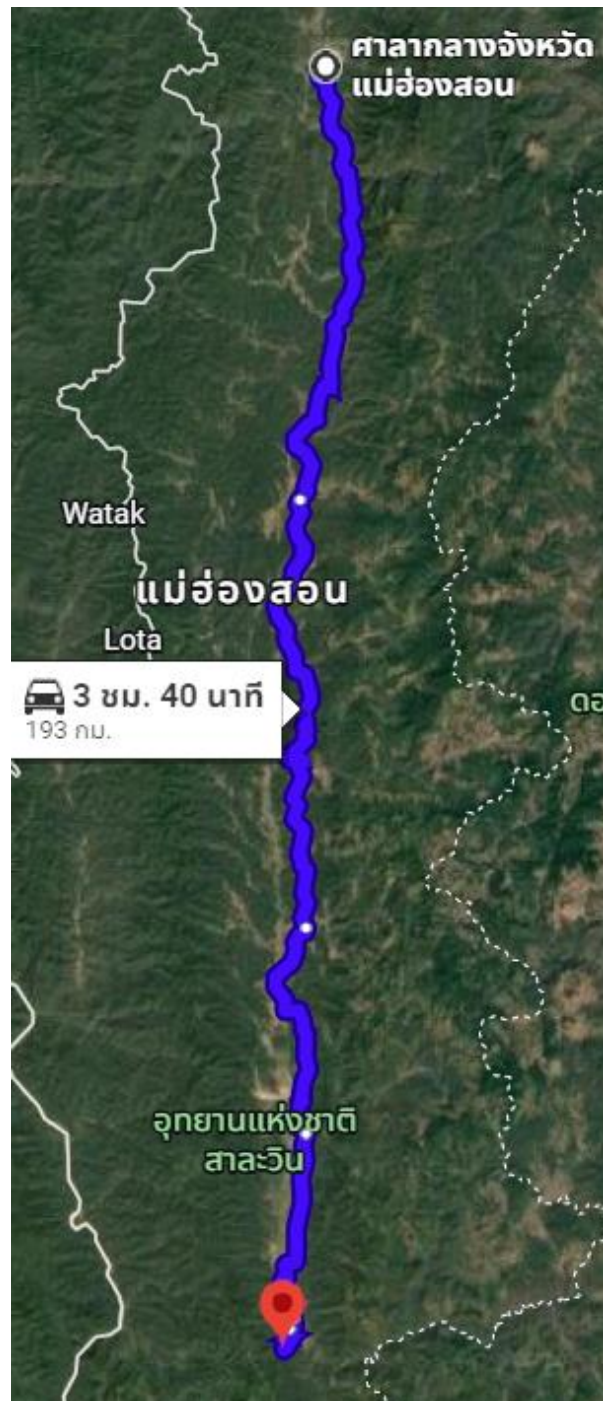 ศาลากลางจังหวัด
แม่ฮ่องสอน
Watak
แม่ฮ่องสอน
Lota
3 ชม. 40 นาที
193 กม.
ดอ
อุทยานแห่งชาติ
สาละวิน